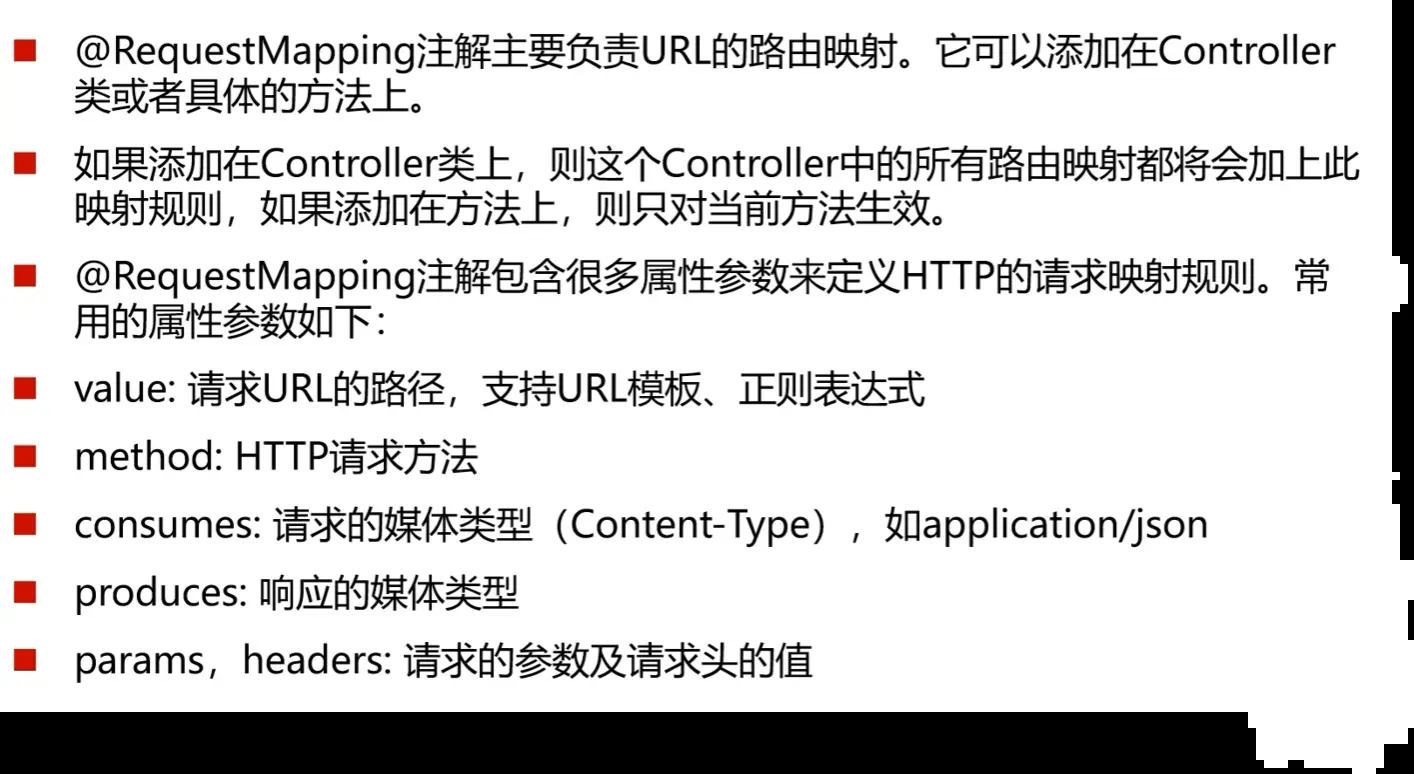 @RequestMapping注解主要负责URL的路由映射。它可以添加在Controller
类或者具体的方法上。
如果添加在Controller类上，则这个Controller中的所有路由映射都将会加上此
映射规则，如果添加在方法上，则只对当前方法生效。
@RequestMapping注解包含很多属性参数来定义HTTP的请求映射规则。常
用的属性参数如下：
value: 请求URL的路径，支持URL模板、正则表达式
method: HTTP请求方法
consumes: 请求的媒体类型（Content-Type），如application/json
produces: 响应的媒体类型
params，headers: 请求的参数及请求头的值